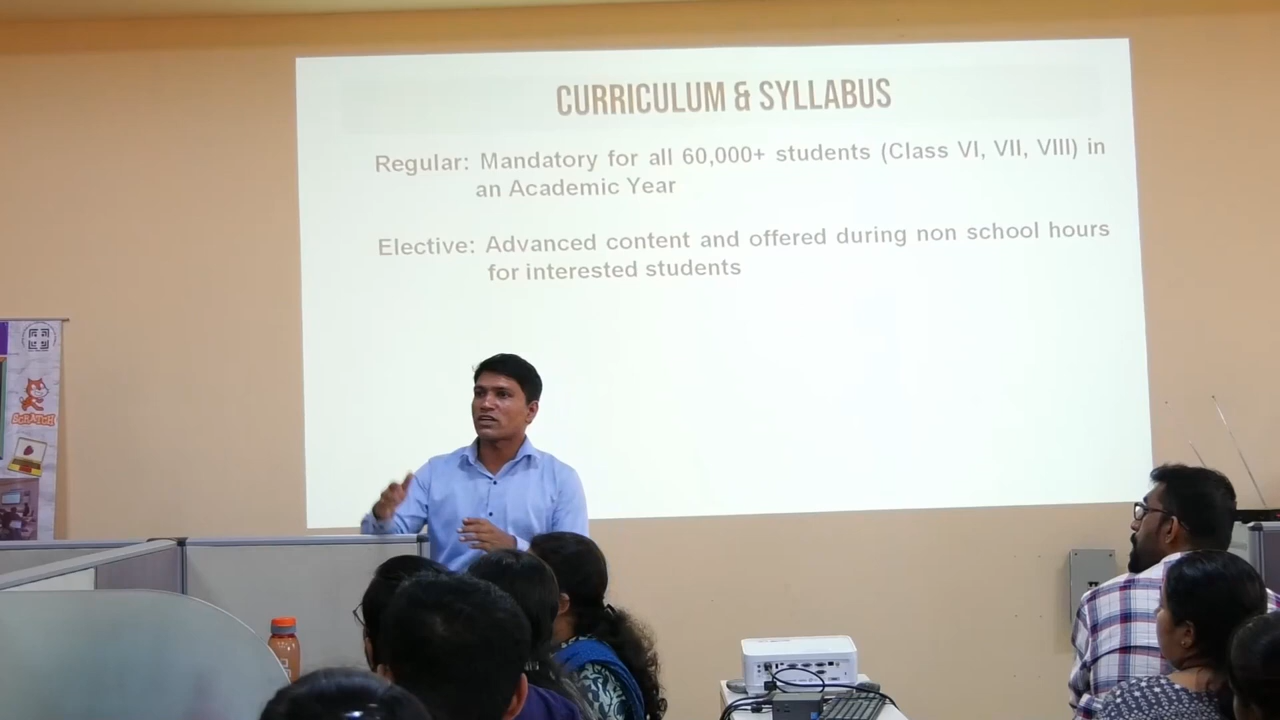 CURRICULUM & SYLLABUS
Regular: Mandatory for all 60,000+ students (Class VI, VII, VIII) in
an Academic Year
Elective: Advanced content and offered during non school hours
for interested students
SCRATCH